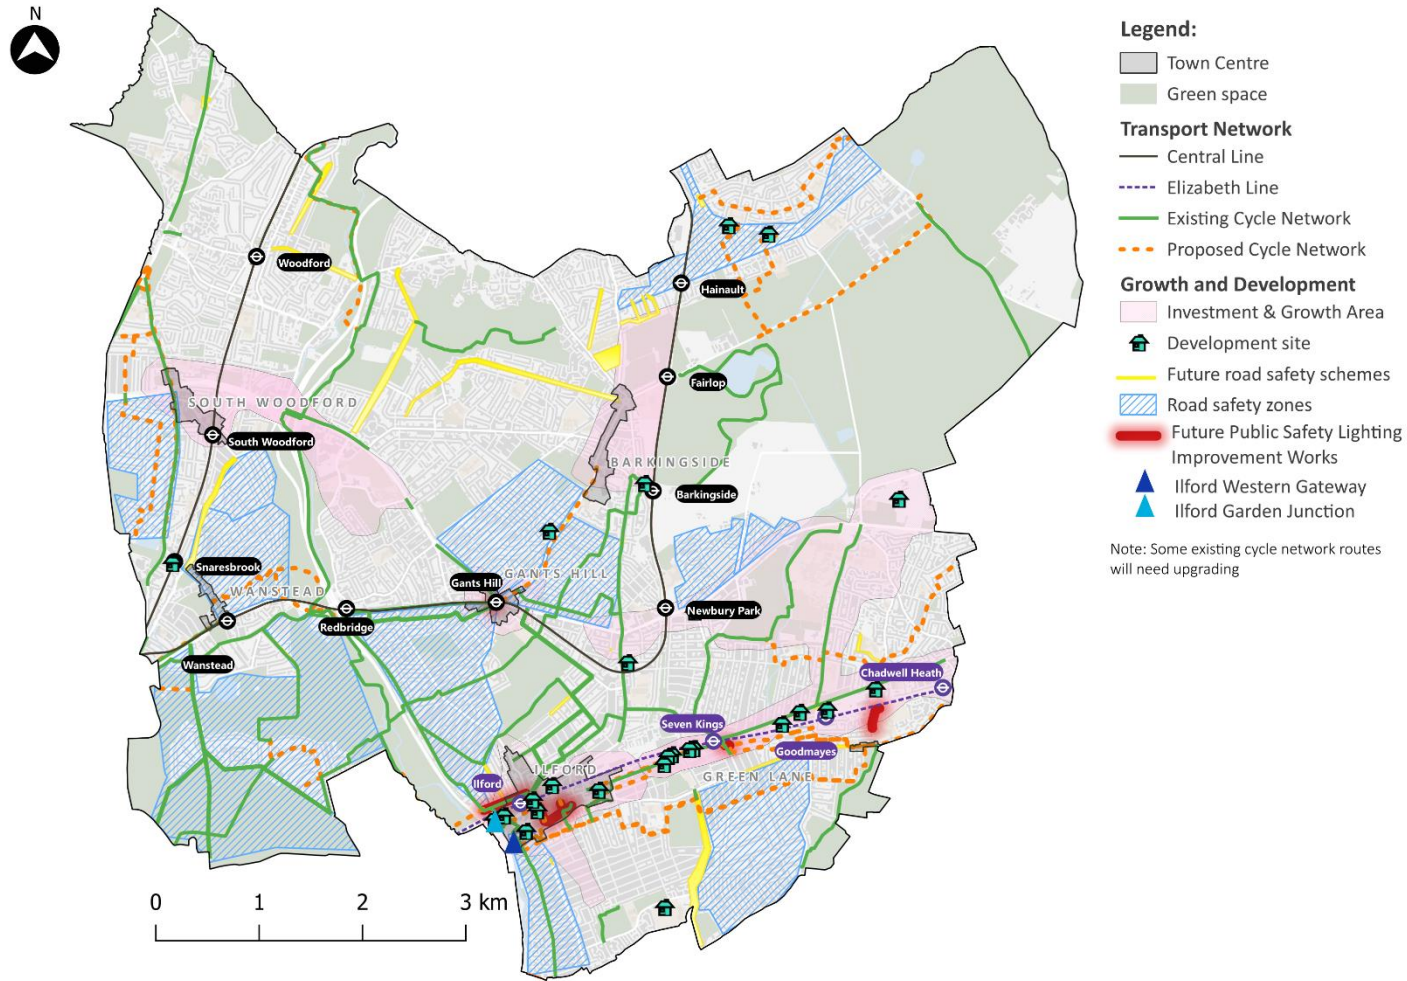 N
Woodford
Hainault
Fairlop
SOUTH WOODFORD
South Woodford
BARKINGSIDE
Barkingside
Snaresbrook
WANSTEAD
Gants Hill
GANTS HILL
Redbridge
Newbury Park
Wanstead
Chadwell Heath
Seven Kings
Goodmayes
ILFORD
Ilford
GREEN LANE
0 1 2 3 km
Legend:
Town Centre
Green space
Transport Network
Central Line
Elizabeth Line
Existing Cycle Network
Proposed Cycle Network
Growth and Development
Investment & Growth Area
Development site
Future road safety schemes
Road safety zones
Future Public Safety Lighting
Improvement Works
Ilford Western Gateway
Ilford Garden Junction
Note: Some existing cycle network routes
will need upgrading